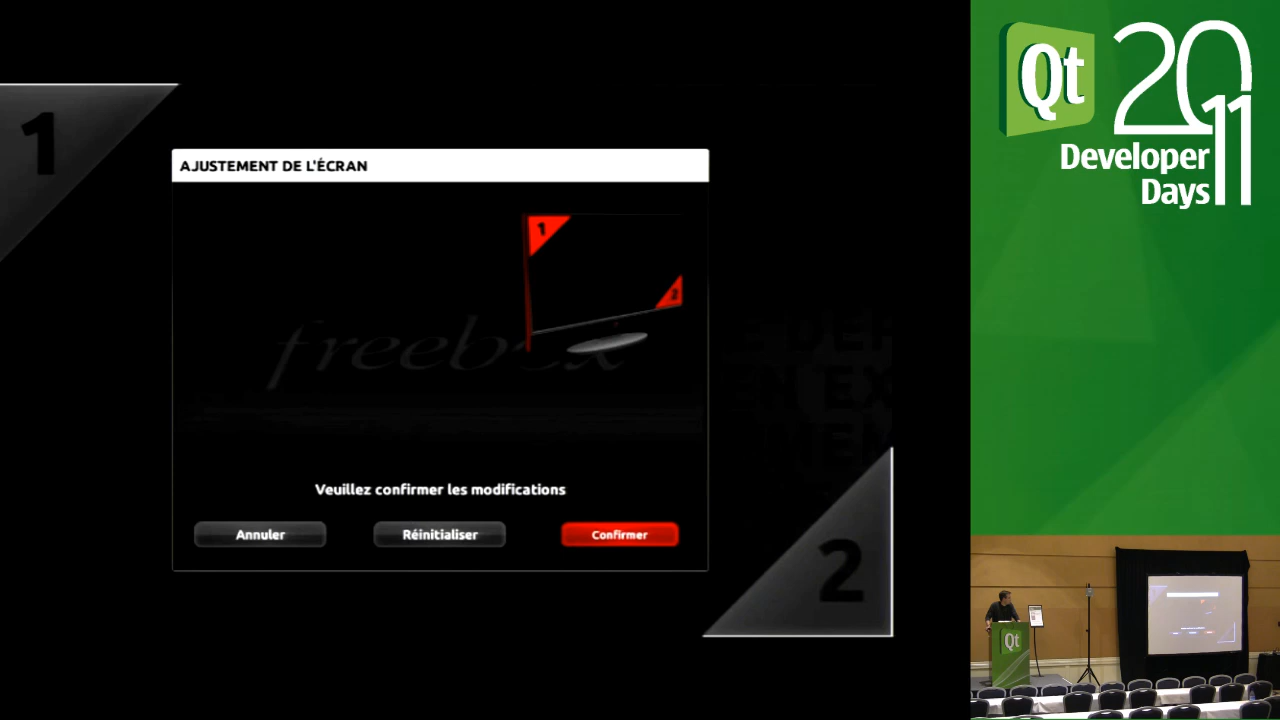 1
AJUSTEMENT DE L'ÉCRAN
1
2
freebox
Veuillez confirmer les modifications
Annuler
Réinitialiser
Confirmer
2
Qt
2011
Developer
Days
Qt